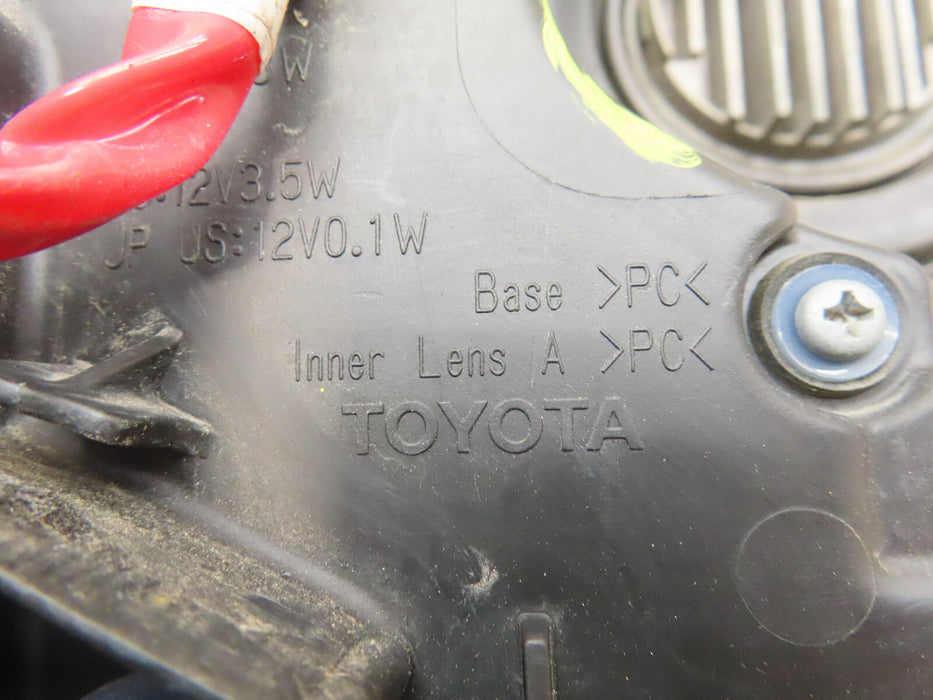 W
:12V3.5W
JP US:12V0.1W
Base >PC<
Inner Lens A >PC<
TOYOTA